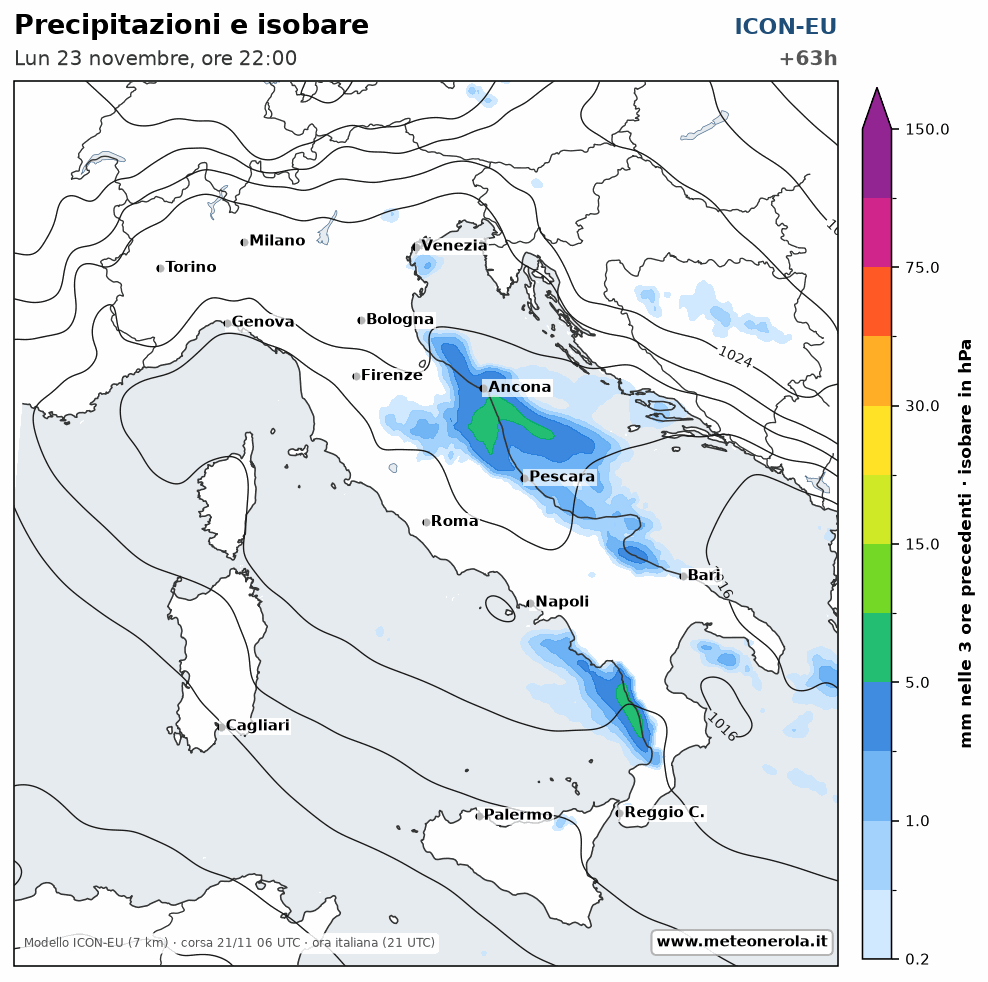 Precipitazioni e isobare
ICON-EU
Lun 23 novembre, ore 22:00
+63h
150.0
75.0
30.0
15.0
5.0
1.0
0.2
mm nelle 3 ore precedenti · isobare in hPa
Milano
Venezia
Torino
Genova
Bologna
1024
Firenze
Ancona
Pescara
Roma
Bari
Napoli
1016
Cagliari
Palermo
Reggio C.
Modello ICON-EU (7 km) · corsa 21/11 06 UTC · ora italiana (21 UTC)
www.meteonerola.it